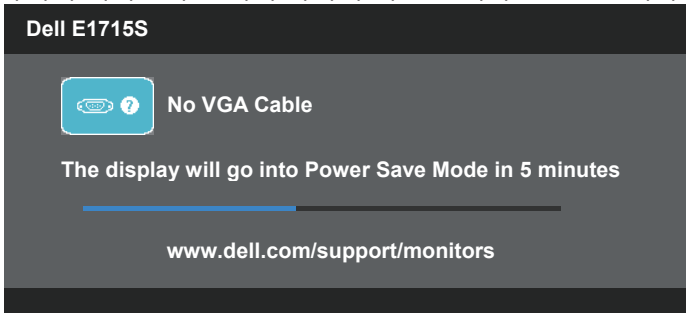 Dell E1715S
No VGA Cable
The display will go into Power Save Mode in 5 minutes
www.dell.com/support/monitors